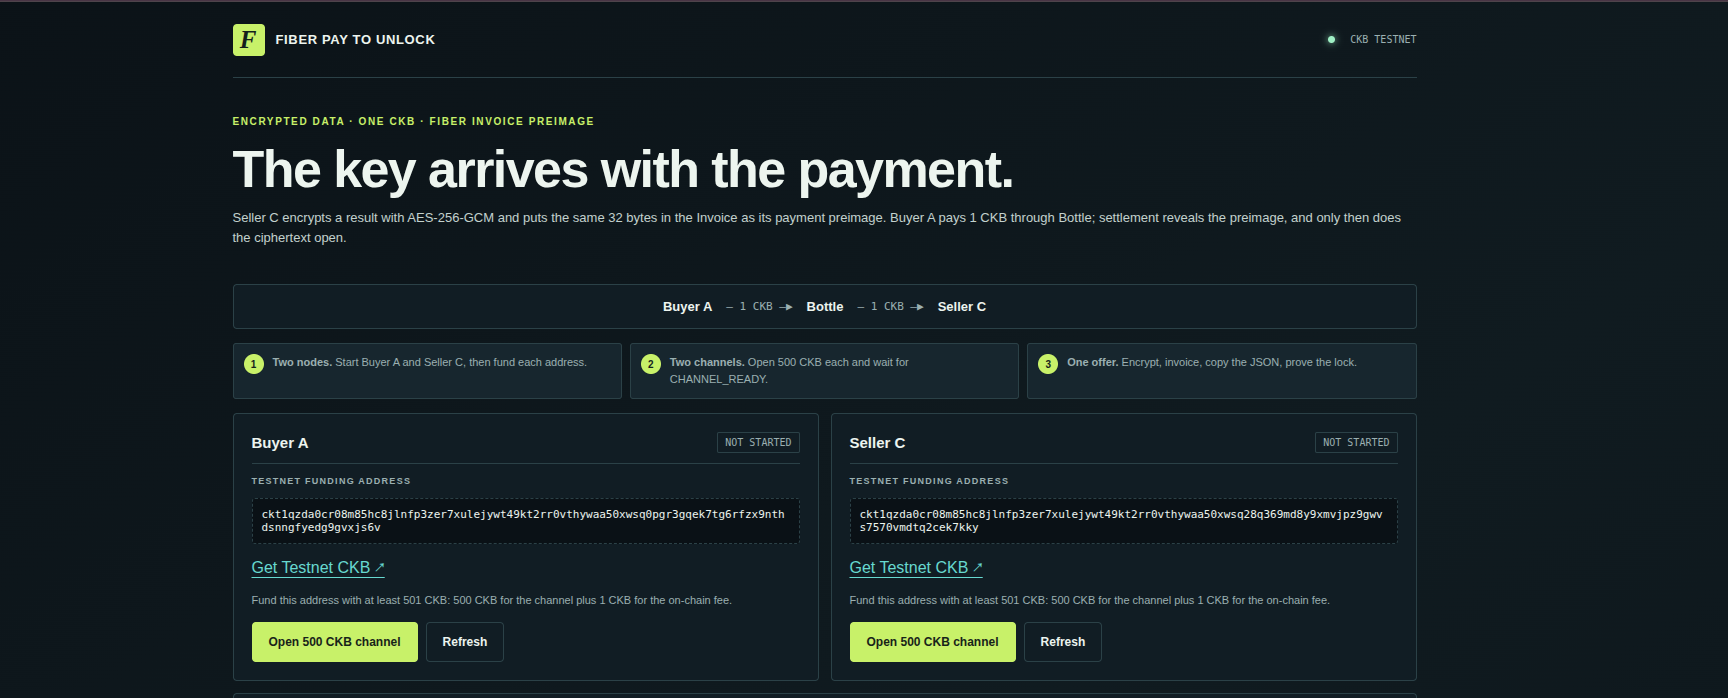 F FIBER PAY TO UNLOCK
CKB TESTNET
ENCRYPTED DATA · ONE CKB · FIBER INVOICE PREIMAGE
The key arrives with the payment.
Seller C encrypts a result with AES-256-GCM and puts the same 32 bytes in the Invoice as its payment preimage. Buyer A pays 1 CKB through Bottle; settlement reveals the preimage, and only then does
the ciphertext open.
Buyer A — 1 CKB —▸ Bottle — 1 CKB —▸ Seller C
1 Two nodes. Start Buyer A and Seller C, then fund each address.
2 Two channels. Open 500 CKB each and wait for
CHANNEL_READY.
3 One offer. Encrypt, invoice, copy the JSON, prove the lock.
Buyer A
NOT STARTED
TESTNET FUNDING ADDRESS
ckt1qzda0cr08m85hc8jlnfp3zer7xulejywt49kt2rr0vthywaa50xwsq0pgr3gqek7tg6rfzx9nth
dsnngfyedg9gvxjs6v
Get Testnet CKB ↗
Fund this address with at least 501 CKB: 500 CKB for the channel plus 1 CKB for the on-chain fee.
Open 500 CKB channel
Refresh
Seller C
NOT STARTED
TESTNET FUNDING ADDRESS
ckt1qzda0cr08m85hc8jlnfp3zer7xulejywt49kt2rr0vthywaa50xwsq28q369md8y9xmvjpz9gwv
s7570vmdtq2cek7kky
Get Testnet CKB ↗
Fund this address with at least 501 CKB: 500 CKB for the channel plus 1 CKB for the on-chain fee.
Open 500 CKB channel
Refresh